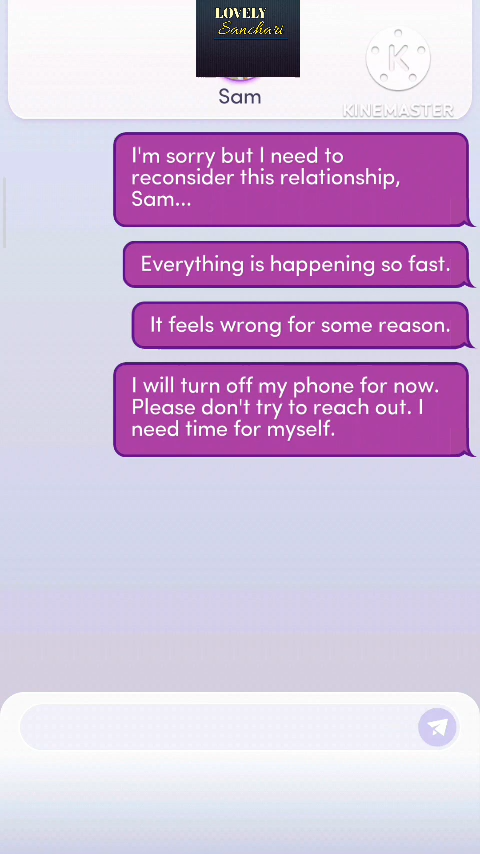 LOVELY
Sanchari
Sam
KINEMASTER
I'm sorry but I need to
reconsider this relationship,
Sam...
Everything is happening so fast.
It feels wrong for some reason.
I will turn off my phone for now.
Please don't try to reach out. I
need time for myself.